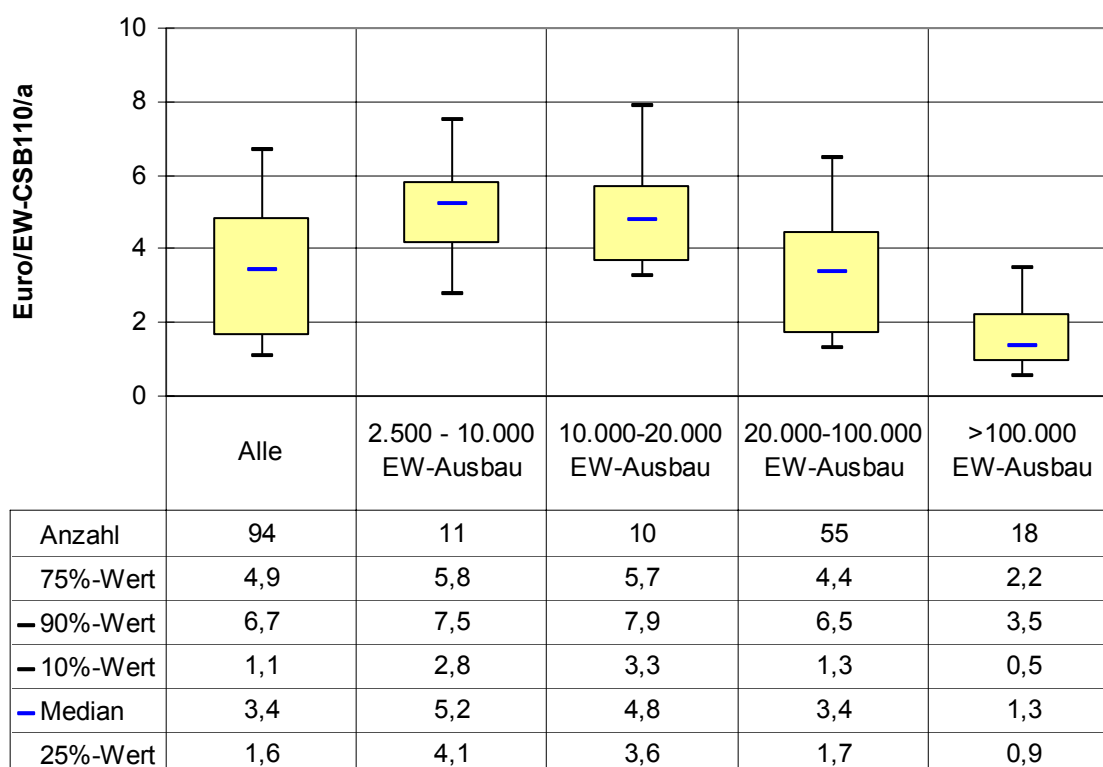 10
8
6
4
2
0
Euro/EW-CSB110/a
Alle
2.500 - 10.000
EW-Ausbau
10.000-20.000
EW-Ausbau
20.000-100.000
EW-Ausbau
>100.000
EW-Ausbau
Anzahl 94 11 10 55 18
75%-Wert 4,9 5,8 5,7 4,4 2,2
90%-Wert 6,7 7,5 7,9 6,5 3,5
10%-Wert 1,1 2,8 3,3 1,3 0,5
Median 3,4 5,2 4,8 3,4 1,3
25%-Wert 1,6 4,1 3,6 1,7 0,9